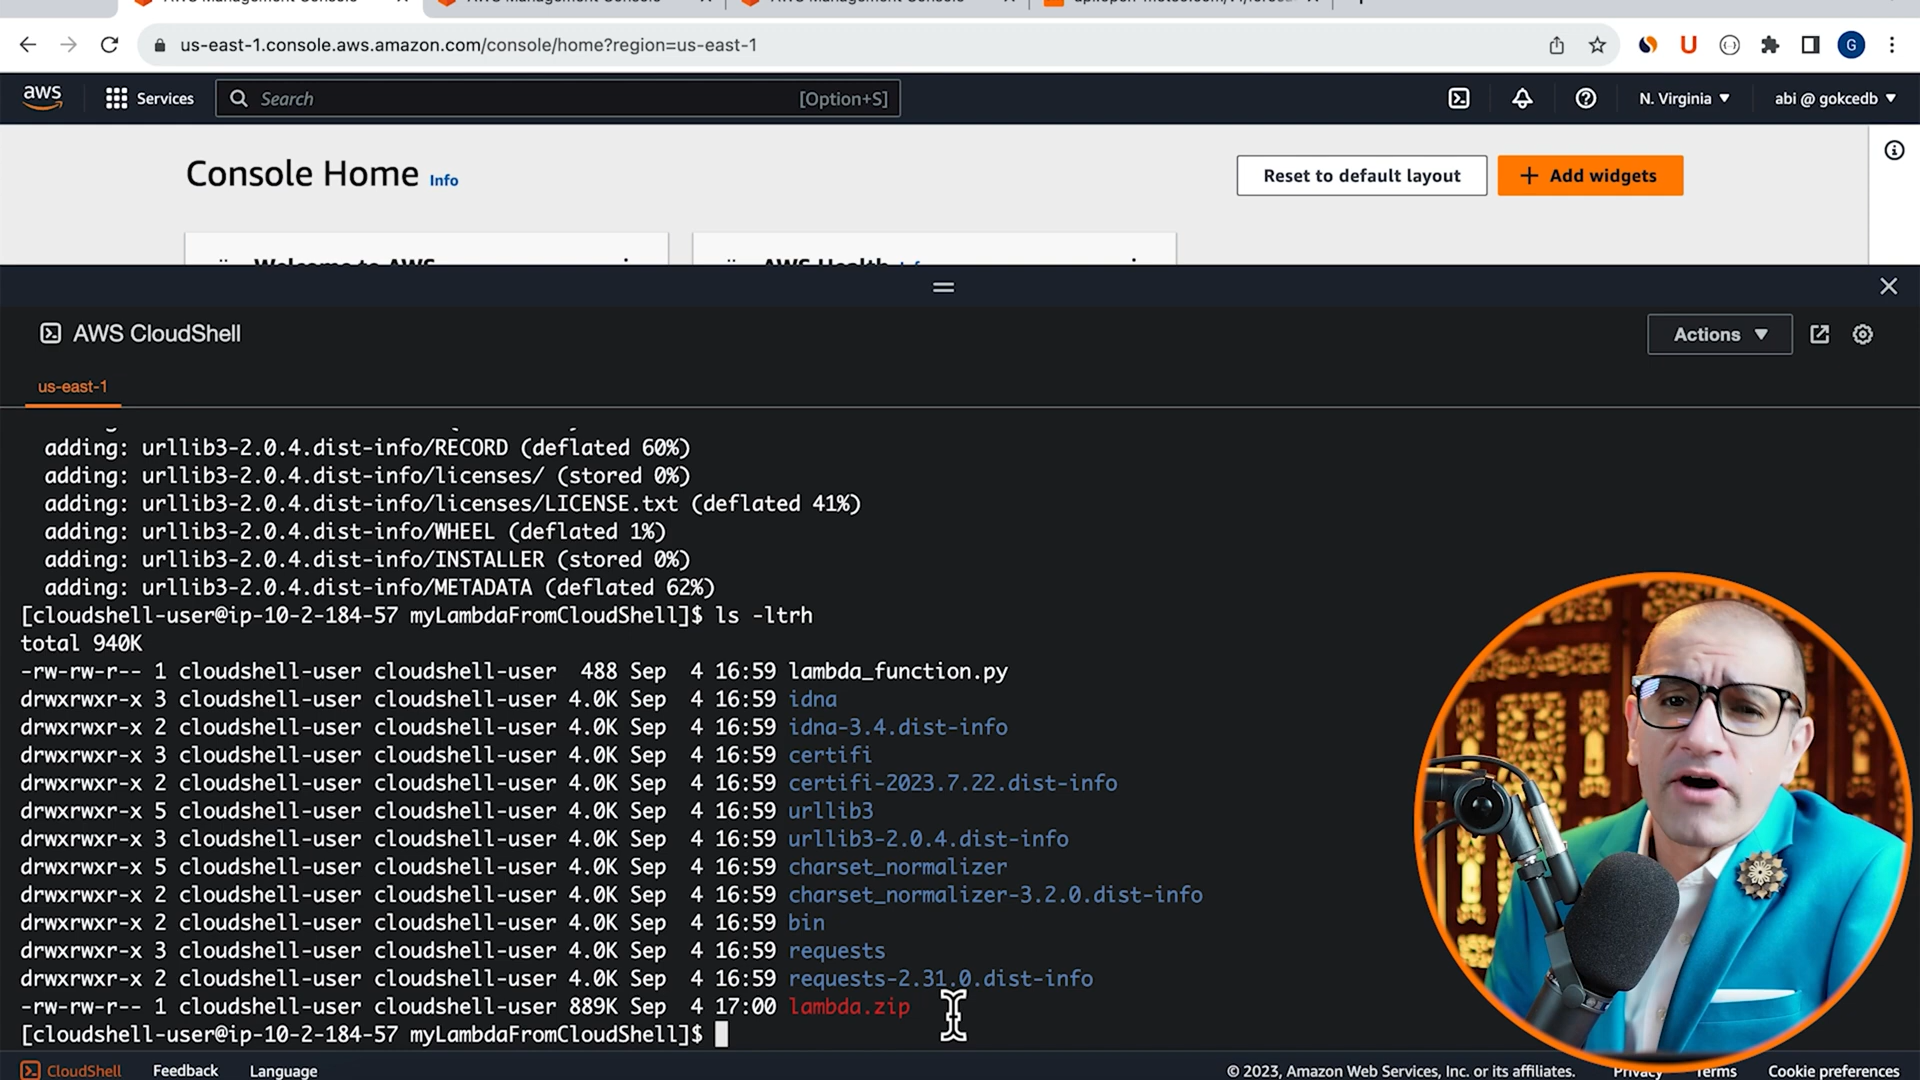 us-east-1.console.aws.amazon.com/console/home?region=us-east-1
G
aws
Services
Search
[Option+S]
N. Virginia
abi @ gokcedb
Console Home
Info
Reset to default layout
+ Add widgets
Welcome to AWS
AWS Health
AWS CloudShell
Actions
us-east-1
adding: urllib3-2.0.4.dist-info/RECORD (deflated 60%)
adding: urllib3-2.0.4.dist-info/licenses/ (stored 0%)
adding: urllib3-2.0.4.dist-info/licenses/LICENSE.txt (deflated 41%)
adding: urllib3-2.0.4.dist-info/WHEEL (deflated 1%)
adding: urllib3-2.0.4.dist-info/INSTALLER (stored 0%)
adding: urllib3-2.0.4.dist-info/METADATA (deflated 62%)
[cloudshell-user@ip-10-2-184-57 myLambdaFromCloudShell]$ ls -ltrh
total 940K
-rw-rw-r-- 1 cloudshell-user cloudshell-user  488 Sep  4 16:59 lambda_function.py
drwxrwxr-x 3 cloudshell-user cloudshell-user 4.0K Sep  4 16:59 idna
drwxrwxr-x 2 cloudshell-user cloudshell-user 4.0K Sep  4 16:59 idna-3.4.dist-info
drwxrwxr-x 3 cloudshell-user cloudshell-user 4.0K Sep  4 16:59 certifi
drwxrwxr-x 2 cloudshell-user cloudshell-user 4.0K Sep  4 16:59 certifi-2023.7.22.dist-info
drwxrwxr-x 5 cloudshell-user cloudshell-user 4.0K Sep  4 16:59 urllib3
drwxrwxr-x 3 cloudshell-user cloudshell-user 4.0K Sep  4 16:59 urllib3-2.0.4.dist-info
drwxrwxr-x 5 cloudshell-user cloudshell-user 4.0K Sep  4 16:59 charset_normalizer
drwxrwxr-x 2 cloudshell-user cloudshell-user 4.0K Sep  4 16:59 charset_normalizer-3.2.0.dist-info
drwxrwxr-x 2 cloudshell-user cloudshell-user 4.0K Sep  4 16:59 bin
drwxrwxr-x 3 cloudshell-user cloudshell-user 4.0K Sep  4 16:59 requests
drwxrwxr-x 2 cloudshell-user cloudshell-user 4.0K Sep  4 16:59 requests-2.31.0.dist-info
-rw-rw-r-- 1 cloudshell-user cloudshell-user 889K Sep  4 17:00 lambda.zip
[cloudshell-user@ip-10-2-184-57 myLambdaFromCloudShell]$
CloudShell
Feedback
Language
© 2023, Amazon Web Services, Inc. or its affiliates.
Privacy
Terms
Cookie preferences